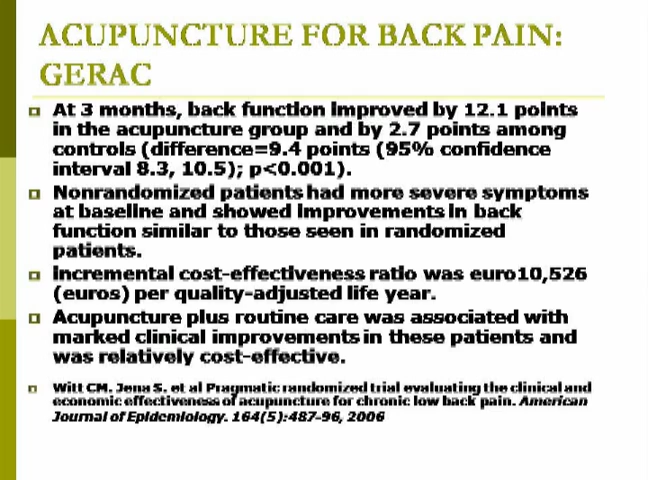 ACUPUNCTURE FOR BACK PAIN:
GERAC
At 3 months, back function improved by 12.1 points
in the acupuncture group and by 2.7 points among
controls (difference=9.4 points (95% confidence
interval 8.3, 10.5); p<0.001).
Nonrandomized patients had more severe symptoms
at baseline and showed improvements in back
function similar to those seen in randomized
patients.
Incremental cost-effectiveness ratio was euro10,526
(euros) per quality-adjusted life year.
Acupuncture plus routine care was associated with
marked clinical improvements in these patients and
was relatively cost-effective.
Witt CM. Jena S. et al Pragmatic randomized trial evaluating the clinical and
economic effectiveness of acupuncture for chronic low back pain. American
Journal of Epidemiology. 164(5):487-96, 2006